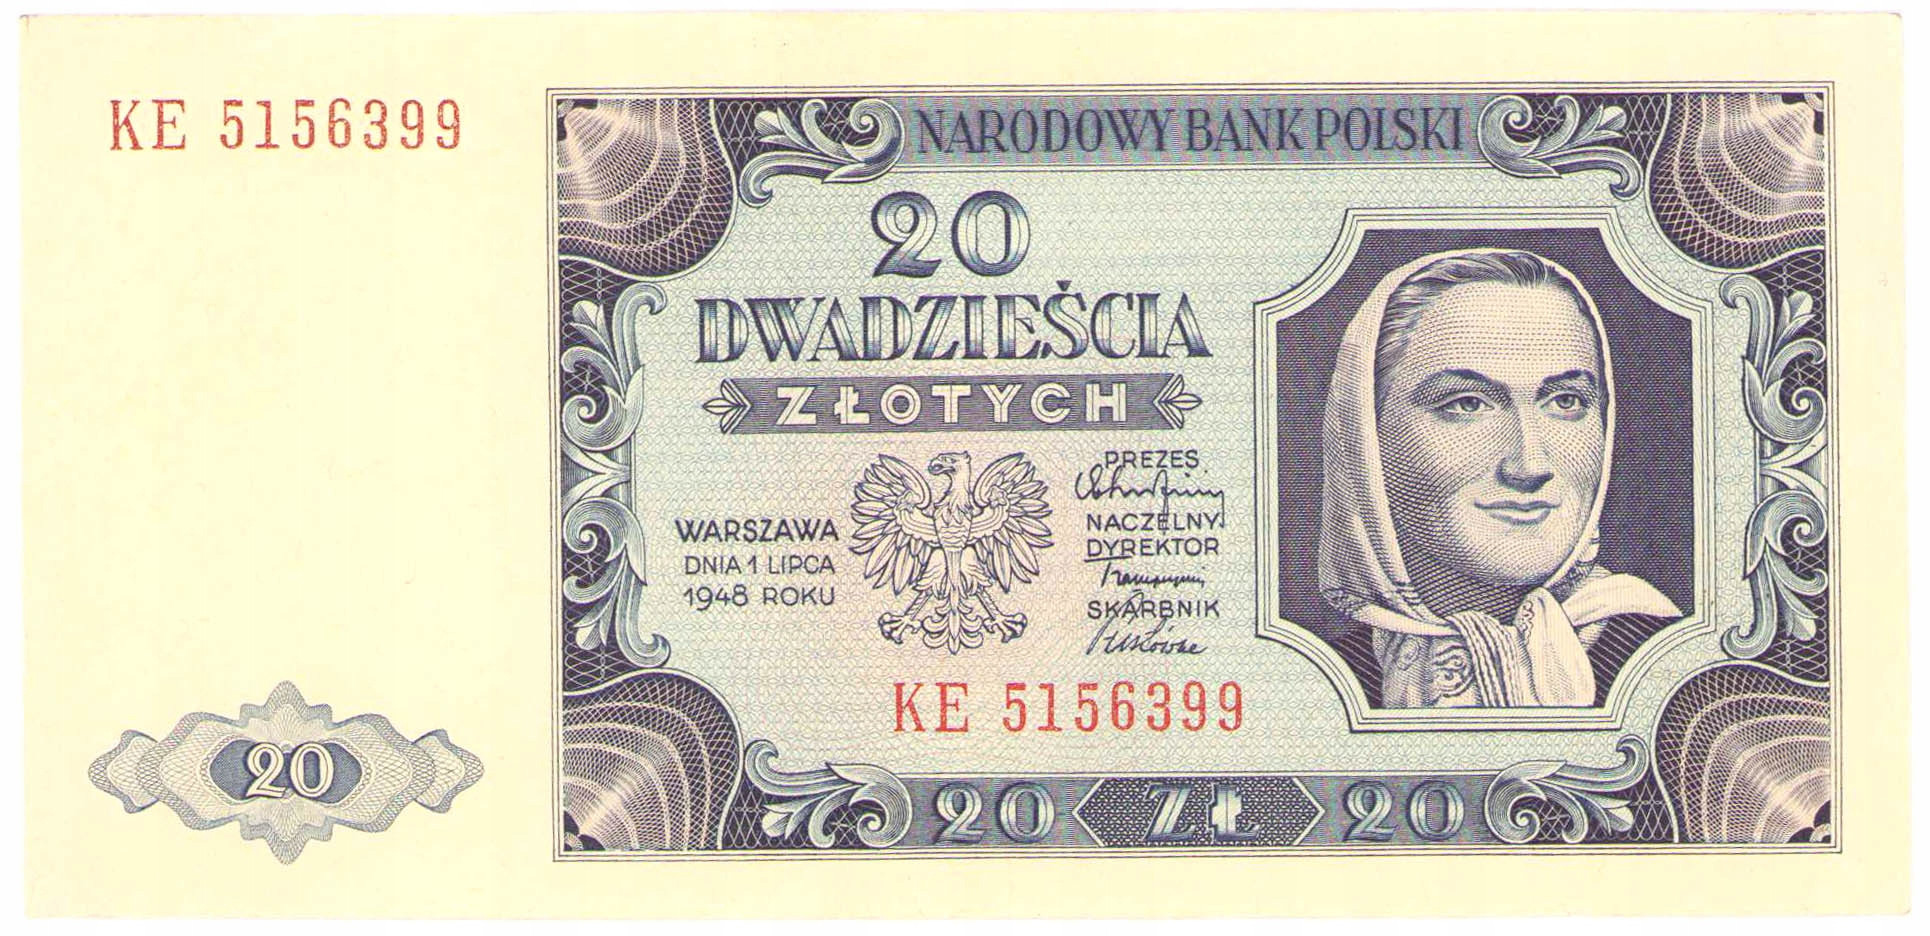 KE 5156399
NARODOWY BANK POLSKI
20
DWADZIEŚCIA
ZŁOTYCH
PREZES
NACZELNY
DYREKTOR
SKARBNIK
WARSZAWA
DNIA 1 LIPCA
1948 ROKU
KE 5156399
20
20 ZŁ 20